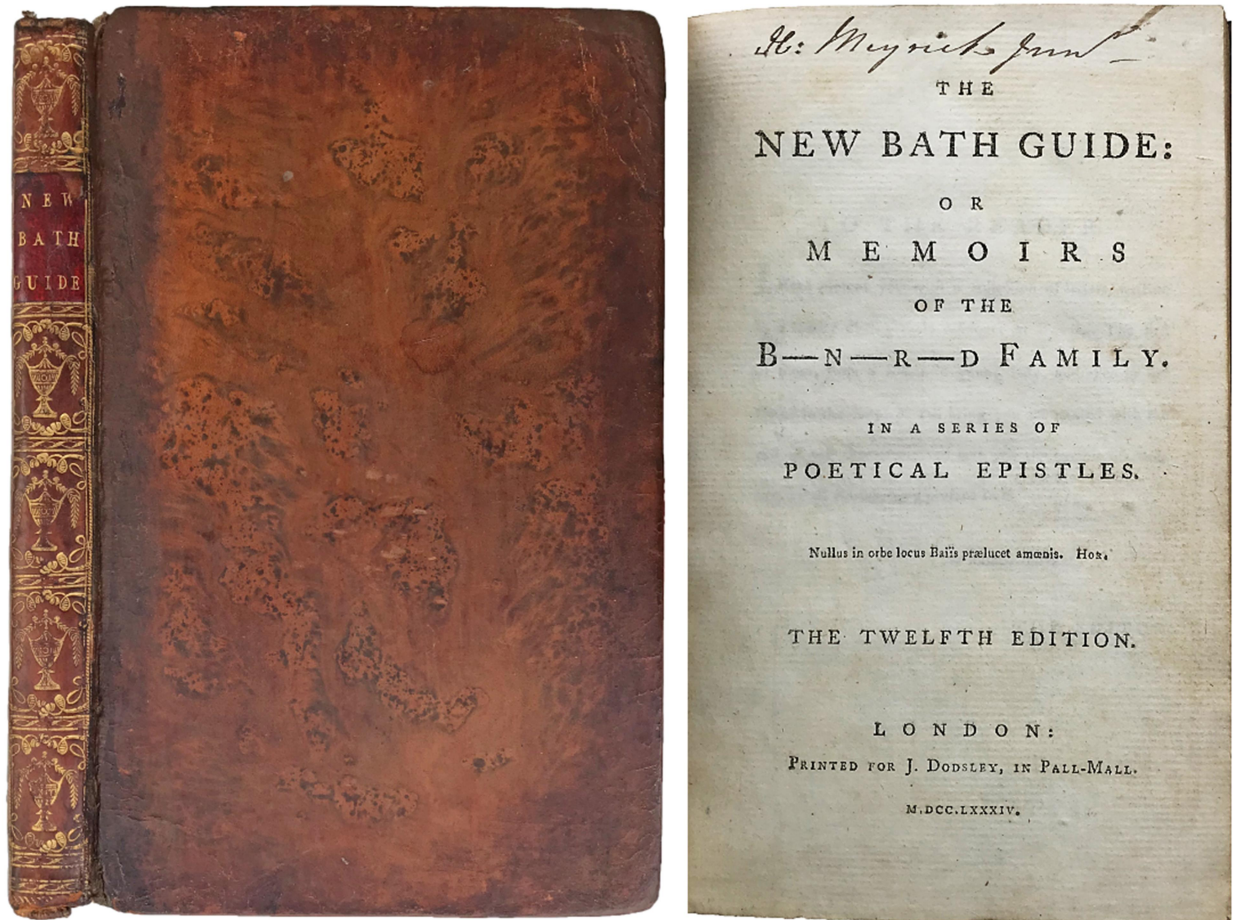 NEW
BATH
GUIDE
H: Meyrick Junr
THE
NEW BATH GUIDE:
OR
MEMOIRS
OF THE
B—N—R—D FAMILY.
IN A SERIES OF
POETICAL EPISTLES.
Nullus in orbe locus Baiïs prælucet amœnis. Hor.
THE TWELFTH EDITION.
LONDON:
PRINTED FOR J. DODSLEY, IN PALL-MALL.
M.DCC.LXXXIV.